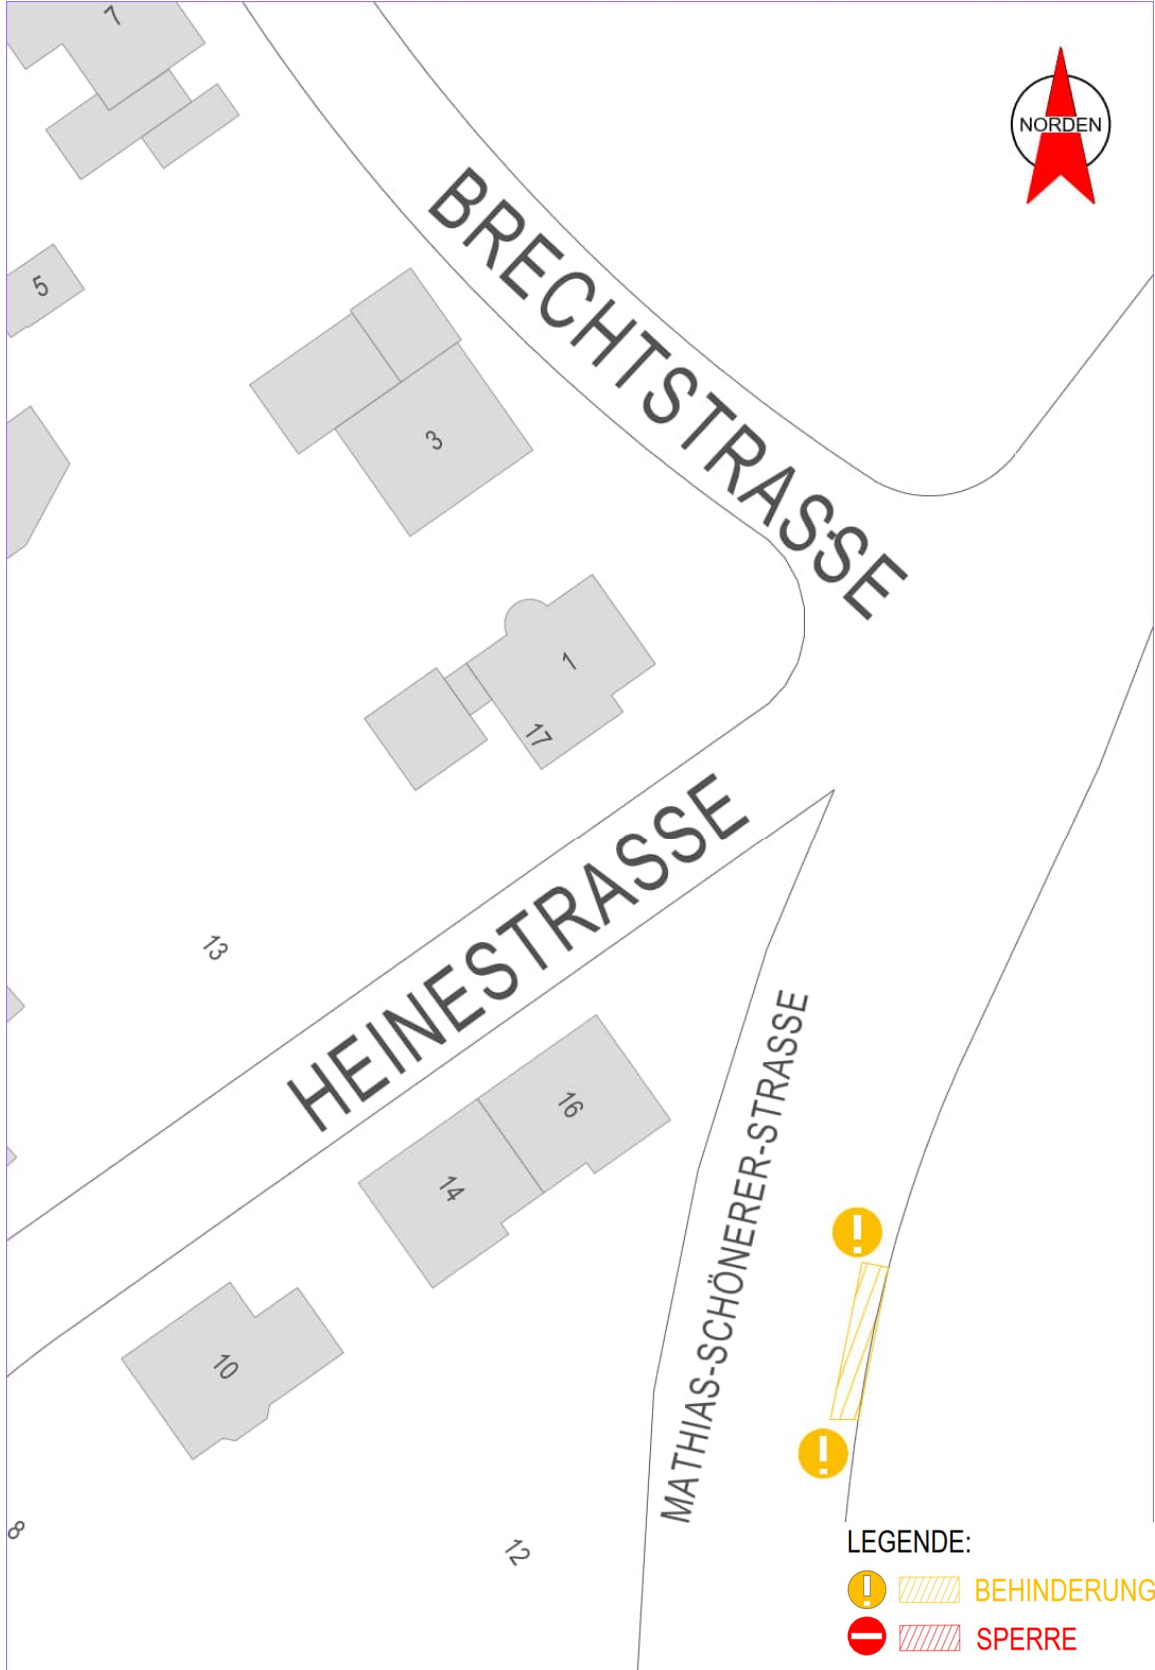 7
NORDEN
BRECHTSTRASSE
5
3
1
17
HEINESTRASSE
13
MATHIAS-SCHÖNERER-STRASSE
16
14
10
8
12
LEGENDE:
BEHINDERUNG
SPERRE